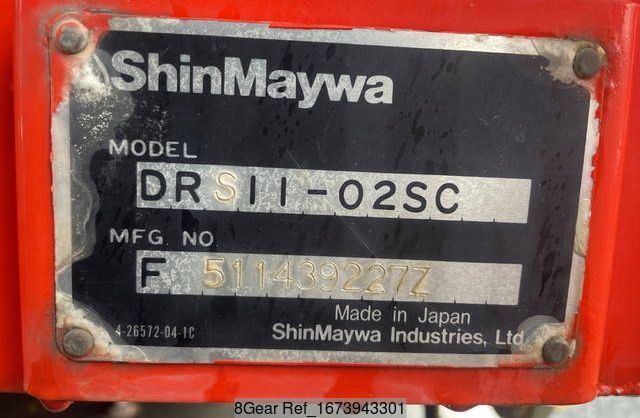 ShinMaywa
MODEL
DRS11-02SC
MFG NO
F 511439227Z
Made in Japan
4-26572-04-1C
ShinMaywa Industries, Ltd
8Gear Ref_1673943301